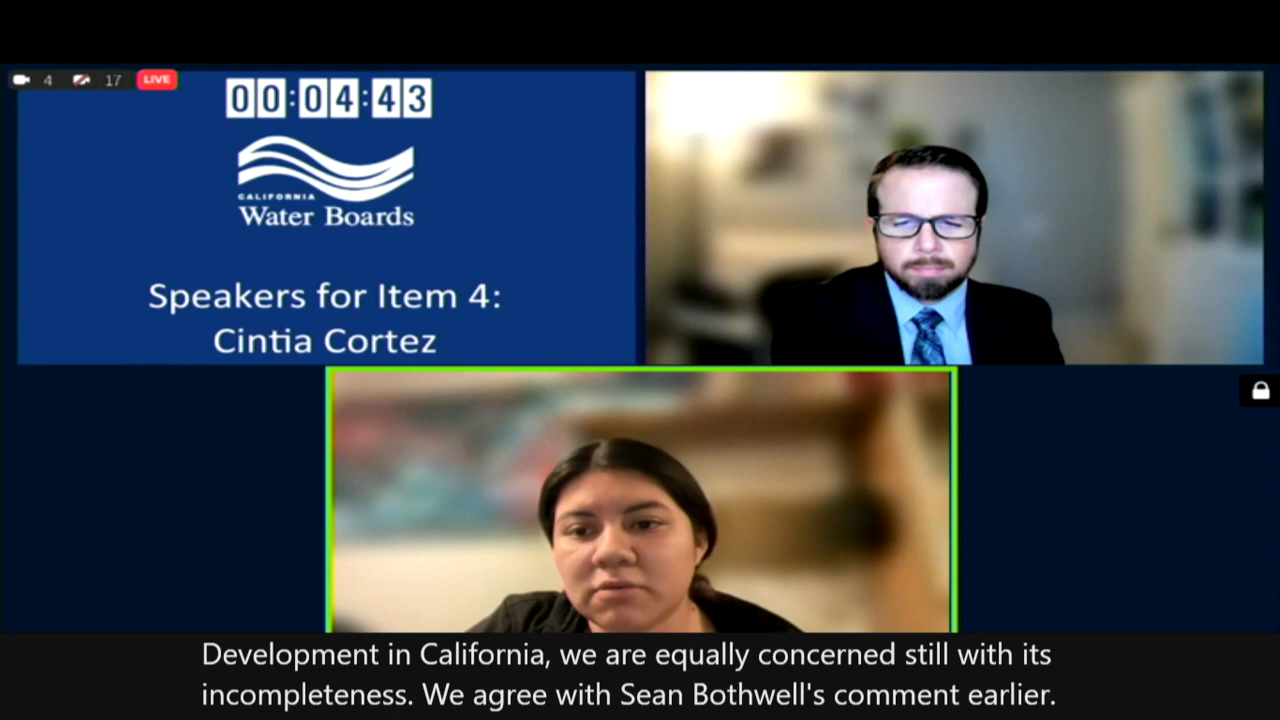 4 17 LIVE
00:04:43
CALIFORNIA
Water Boards
Speakers for Item 4:
Cintia Cortez
Development in California, we are equally concerned still with its
incompleteness. We agree with Sean Bothwell's comment earlier.